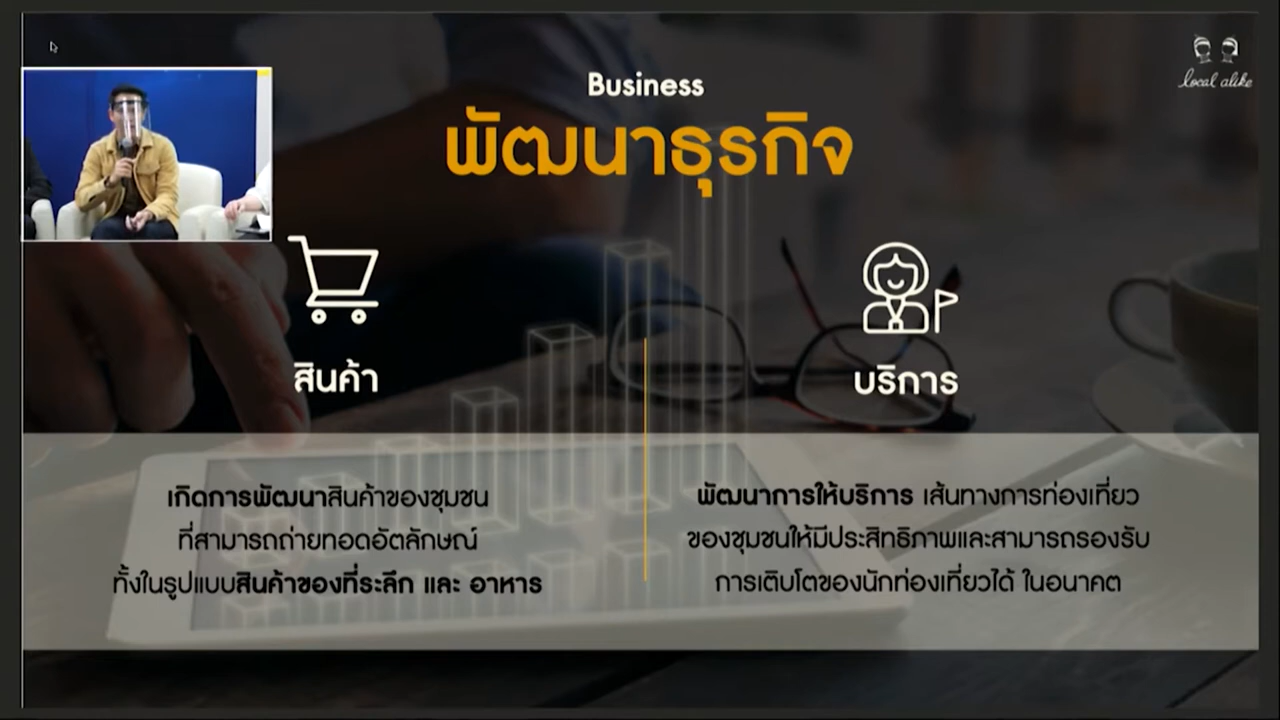 local alike
Business
พัฒนาธุรกิจ
สินค้า
บริการ
เกิดการพัฒนาสินค้าของชุมชน
ที่สามารถถ่ายทอดอัตลักษณ์
ทั้งในรูปแบบสินค้าของที่ระลึก และ อาหาร
พัฒนาการให้บริการ เส้นทางการท่องเที่ยว
ของชุมชนให้มีประสิทธิภาพและสามารถรองรับ
การเติบโตของนักท่องเที่ยวได้ ในอนาคต